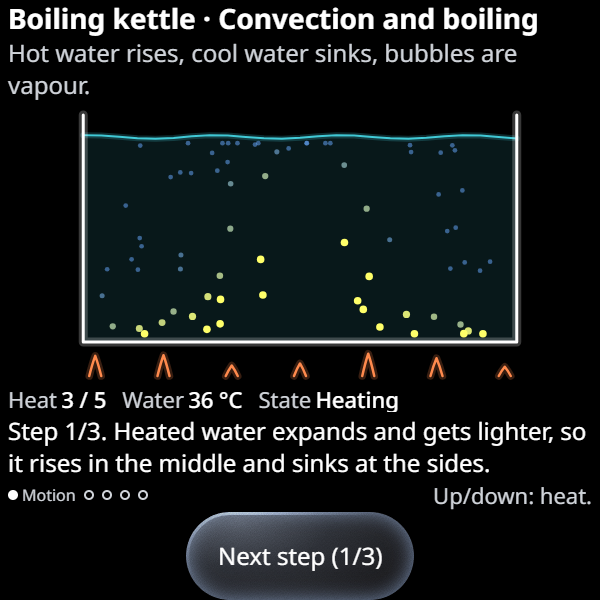 Boiling kettle · Convection and boiling
Hot water rises, cool water sinks, bubbles are
vapour.
Heat 3 / 5 Water 36 °C State Heating
Step 1/3. Heated water expands and gets lighter, so
it rises in the middle and sinks at the sides.
Motion Up/down: heat.
Next step (1/3)